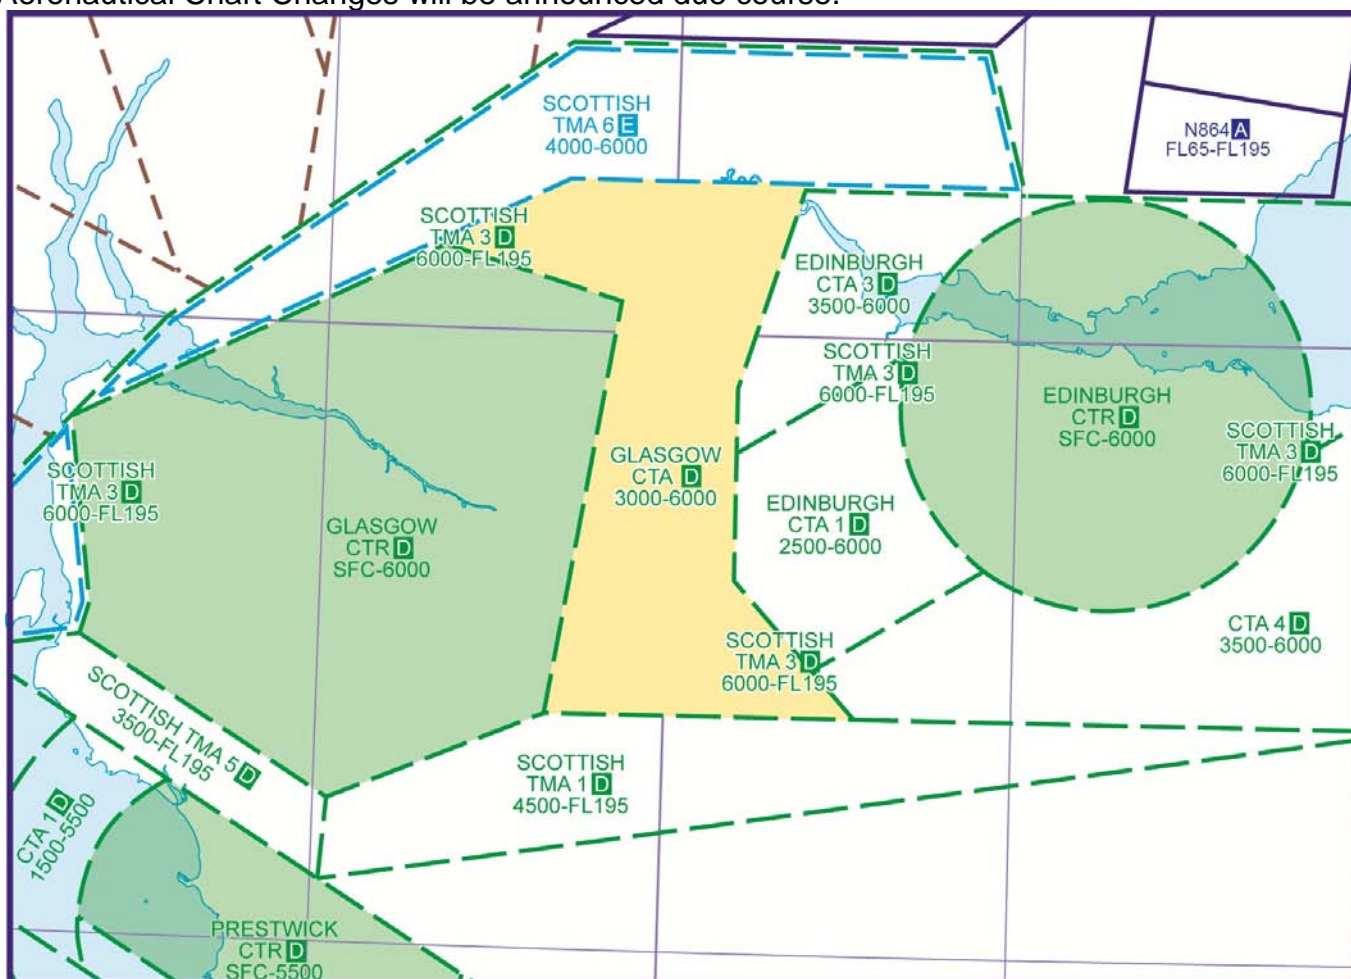 Aeronautical Chart Changes will be announced due course.
SCOTTISH
TMA 6 E
4000-6000
N864 A
FL65-FL195
SCOTTISH
TMA 3 D
6000-FL195
EDINBURGH
CTA 3 D
3500-6000
SCOTTISH
TMA 3 D
6000-FL195
EDINBURGH
CTR D
SFC-6000
SCOTTISH
TMA 3 D
6000-FL195
SCOTTISH
TMA 3 D
6000-FL195
GLASGOW
CTA D
3000-6000
GLASGOW
CTR D
SFC-6000
EDINBURGH
CTA 1 D
2500-6000
SCOTTISH
TMA 3 D
6000-FL195
CTA 4 D
3500-6000
SCOTTISH TMA 5 D
3500-FL195
SCOTTISH
TMA 1 D
4500-FL195
CTA 1 D
1500-5500
PRESTWICK
CTR D
SFC-5500